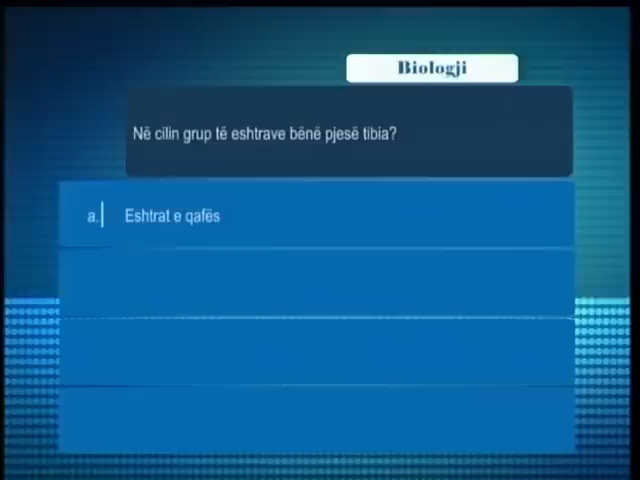 Biologji
Në cilin grup të eshtrave bënë pjesë tibia?
a. Eshtrat e qafës